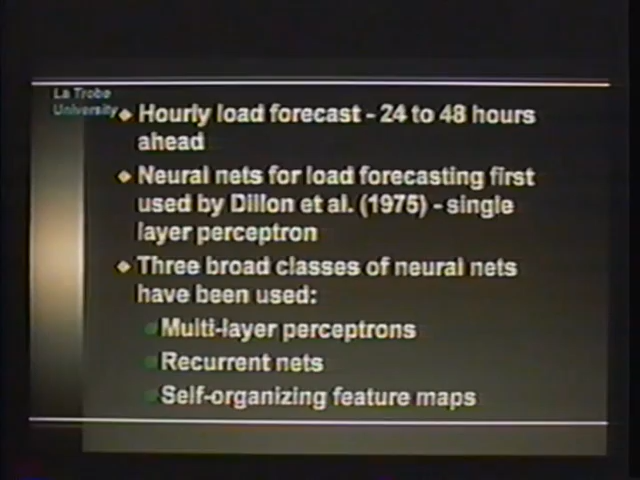 La Trobe
University
Hourly load forecast - 24 to 48 hours
ahead
Neural nets for load forecasting first
used by Dillon et al. (1975) - single
layer perceptron
Three broad classes of neural nets
have been used:
Multi-layer perceptrons
Recurrent nets
Self-organizing feature maps